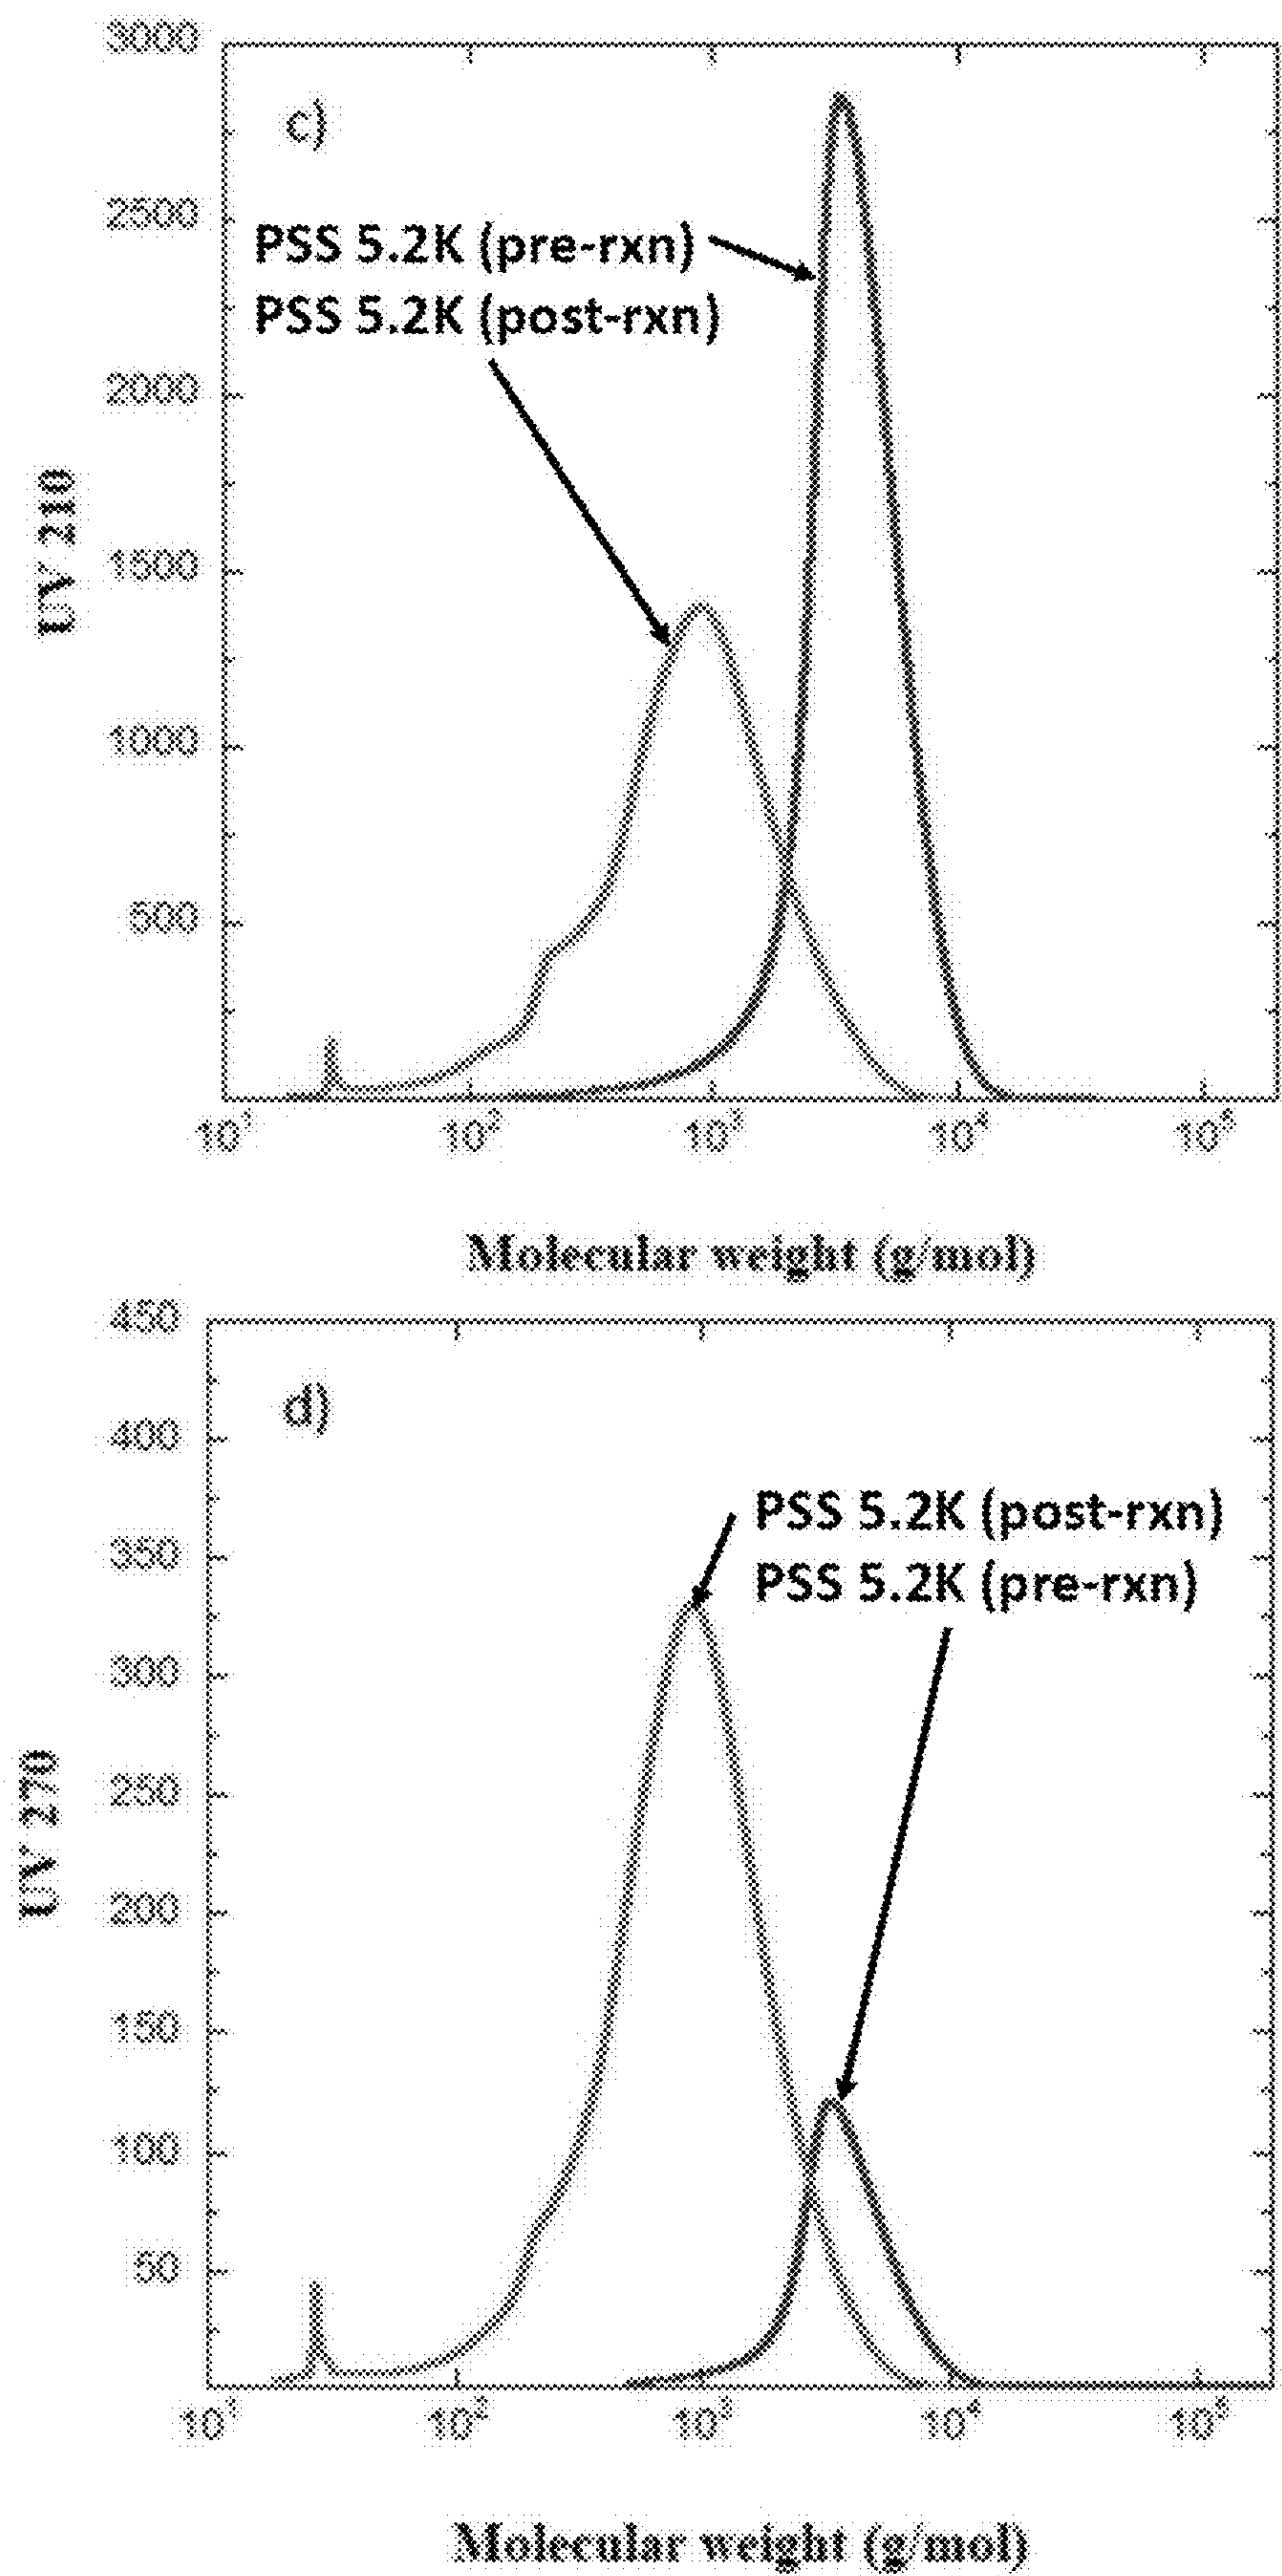 3000
c)
2500
PSS 5.2K (pre-rxn)
PSS 5.2K (post-rxn)
2000
UV 210
1500
1000
500
10¹ 10² 10³ 10⁴ 10⁵
Molecular weight (g/mol)
450
d)
400
PSS 5.2K (post-rxn)
350
PSS 5.2K (pre-rxn)
300
UV 270
250
200
150
100
50
10¹ 10² 10³ 10⁴ 10⁵
Molecular weight (g/mol)